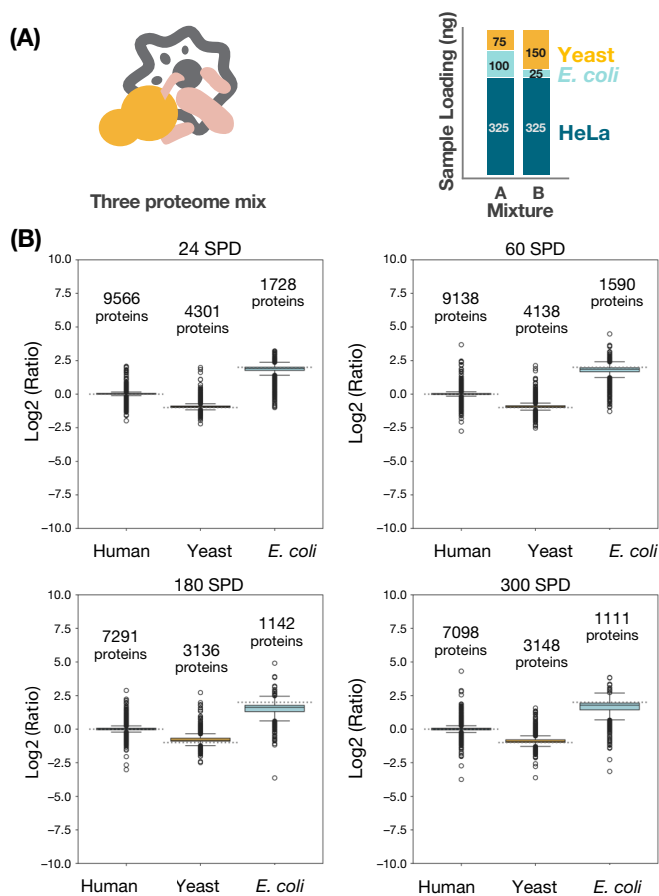 (A)
Three proteome mix
Sample Loading (ng)
75
100
325
150
25
325
Yeast
E. coli
HeLa
A B
Mixture
(B)
24 SPD
Log2 (Ratio)
10.0
7.5
5.0
2.5
0.0
−2.5
−5.0
−7.5
−10.0
9566
proteins
4301
proteins
1728
proteins
Human Yeast E. coli
60 SPD
Log2 (Ratio)
10.0
7.5
5.0
2.5
0.0
−2.5
−5.0
−7.5
−10.0
9138
proteins
4138
proteins
1590
proteins
Human Yeast E. coli
180 SPD
Log2 (Ratio)
10.0
7.5
5.0
2.5
0.0
−2.5
−5.0
−7.5
−10.0
7291
proteins
3136
proteins
1142
proteins
Human Yeast E. coli
300 SPD
Log2 (Ratio)
10.0
7.5
5.0
2.5
0.0
−2.5
−5.0
−7.5
−10.0
7098
proteins
3148
proteins
1111
proteins
Human Yeast E. coli